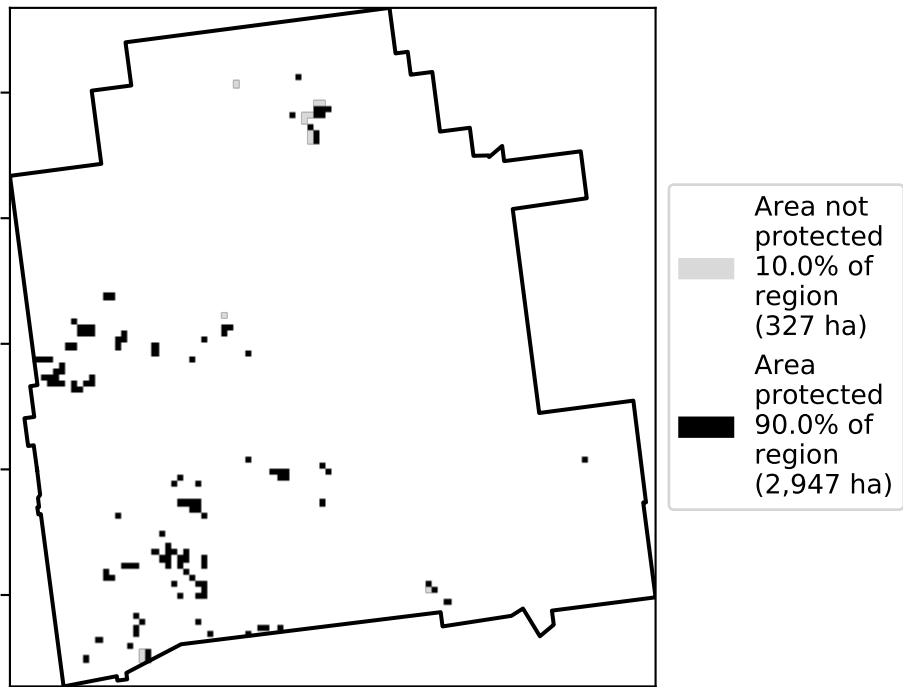 Area not
protected
10.0% of
region
(327 ha)
Area
protected
90.0% of
region
(2,947 ha)